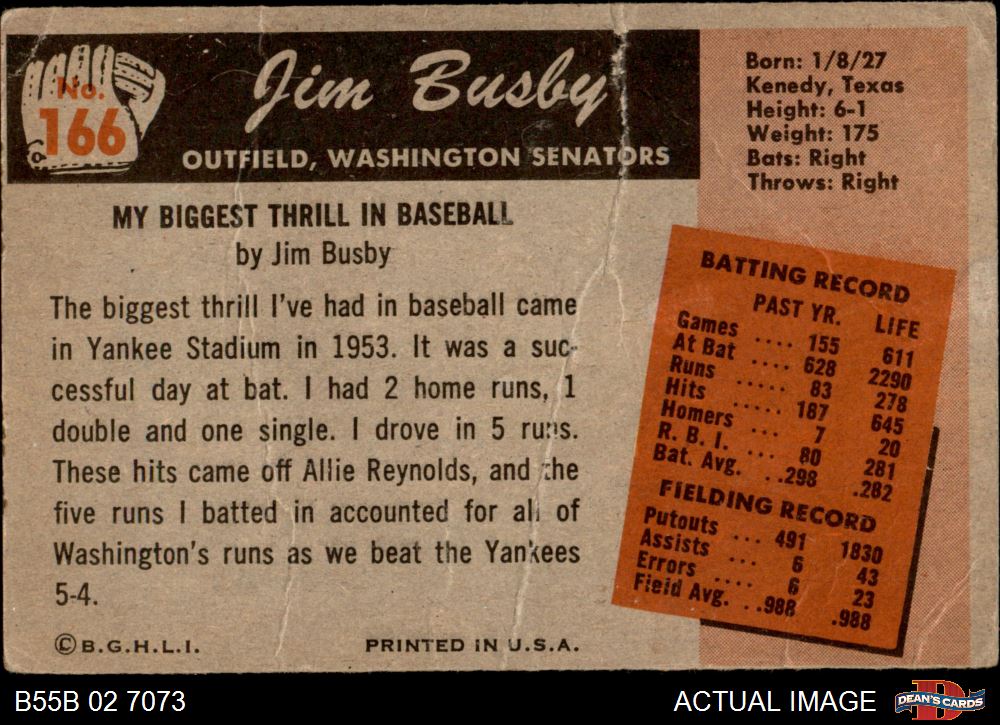 No.
166
Jim Busby
OUTFIELD, WASHINGTON SENATORS
Born: 1/8/27
Kenedy, Texas
Height: 6-1
Weight: 175
Bats: Right
Throws: Right
MY BIGGEST THRILL IN BASEBALL
by Jim Busby
The biggest thrill I've had in baseball came
in Yankee Stadium in 1953. It was a suc-
cessful day at bat. I had 2 home runs, 1
double and one single. I drove in 5 runs.
These hits came off Allie Reynolds, and the
five runs I batted in accounted for all of
Washington's runs as we beat the Yankees
5-4.
BATTING RECORD
PAST YR. LIFE
Games .... 155 611
At Bat .... 628 2290
Runs ..... 83 278
Hits ..... 187 645
Homers ... 7 20
R. B. I. ... 80 281
Bat. Avg. ..298 .282
FIELDING RECORD
Putouts ... 491 1830
Assists ... 6 43
Errors .... 6 23
Field Avg. ..988 .988
© B.G.H.L.I. PRINTED IN U.S.A.
B55B 02 7073
ACTUAL IMAGE
D
DEAN'S CARDS